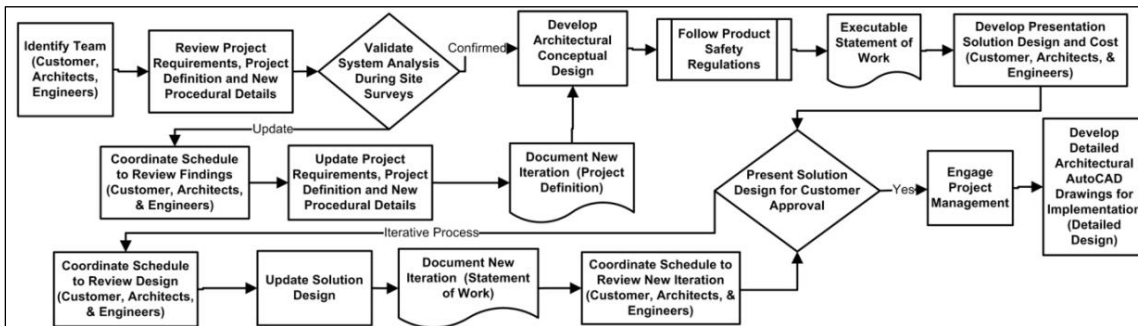 Identify Team
(Customer,
Architects,
Engineers)
Review Project
Requirements, Project
Definition and New
Procedural Details
Validate
System Analysis
During Site
Surveys
Confirmed
Develop
Architectural
Conceptual
Design
Follow Product
Safety
Regulations
Executable
Statement of
Work
Develop Presentation
Solution Design and Cost
(Customer, Architects, &
Engineers)
Update
Coordinate Schedule
to Review Findings
(Customer, Architects,
& Engineers)
Update Project
Requirements, Project
Definition and New
Procedural Details
Document New
Iteration (Project
Definition)
Present Solution
Design for Customer
Approval
Yes
Engage
Project
Management
Develop
Detailed
Architectural
AutoCAD
Drawings for
Implementation
(Detailed
Design)
Iterative Process
Coordinate Schedule
to Review Design
(Customer, Architects,
& Engineers)
Update Solution
Design
Document New
Iteration (Statement
of Work)
Coordinate Schedule to
Review New Iteration
(Customer, Architects, &
Engineers)